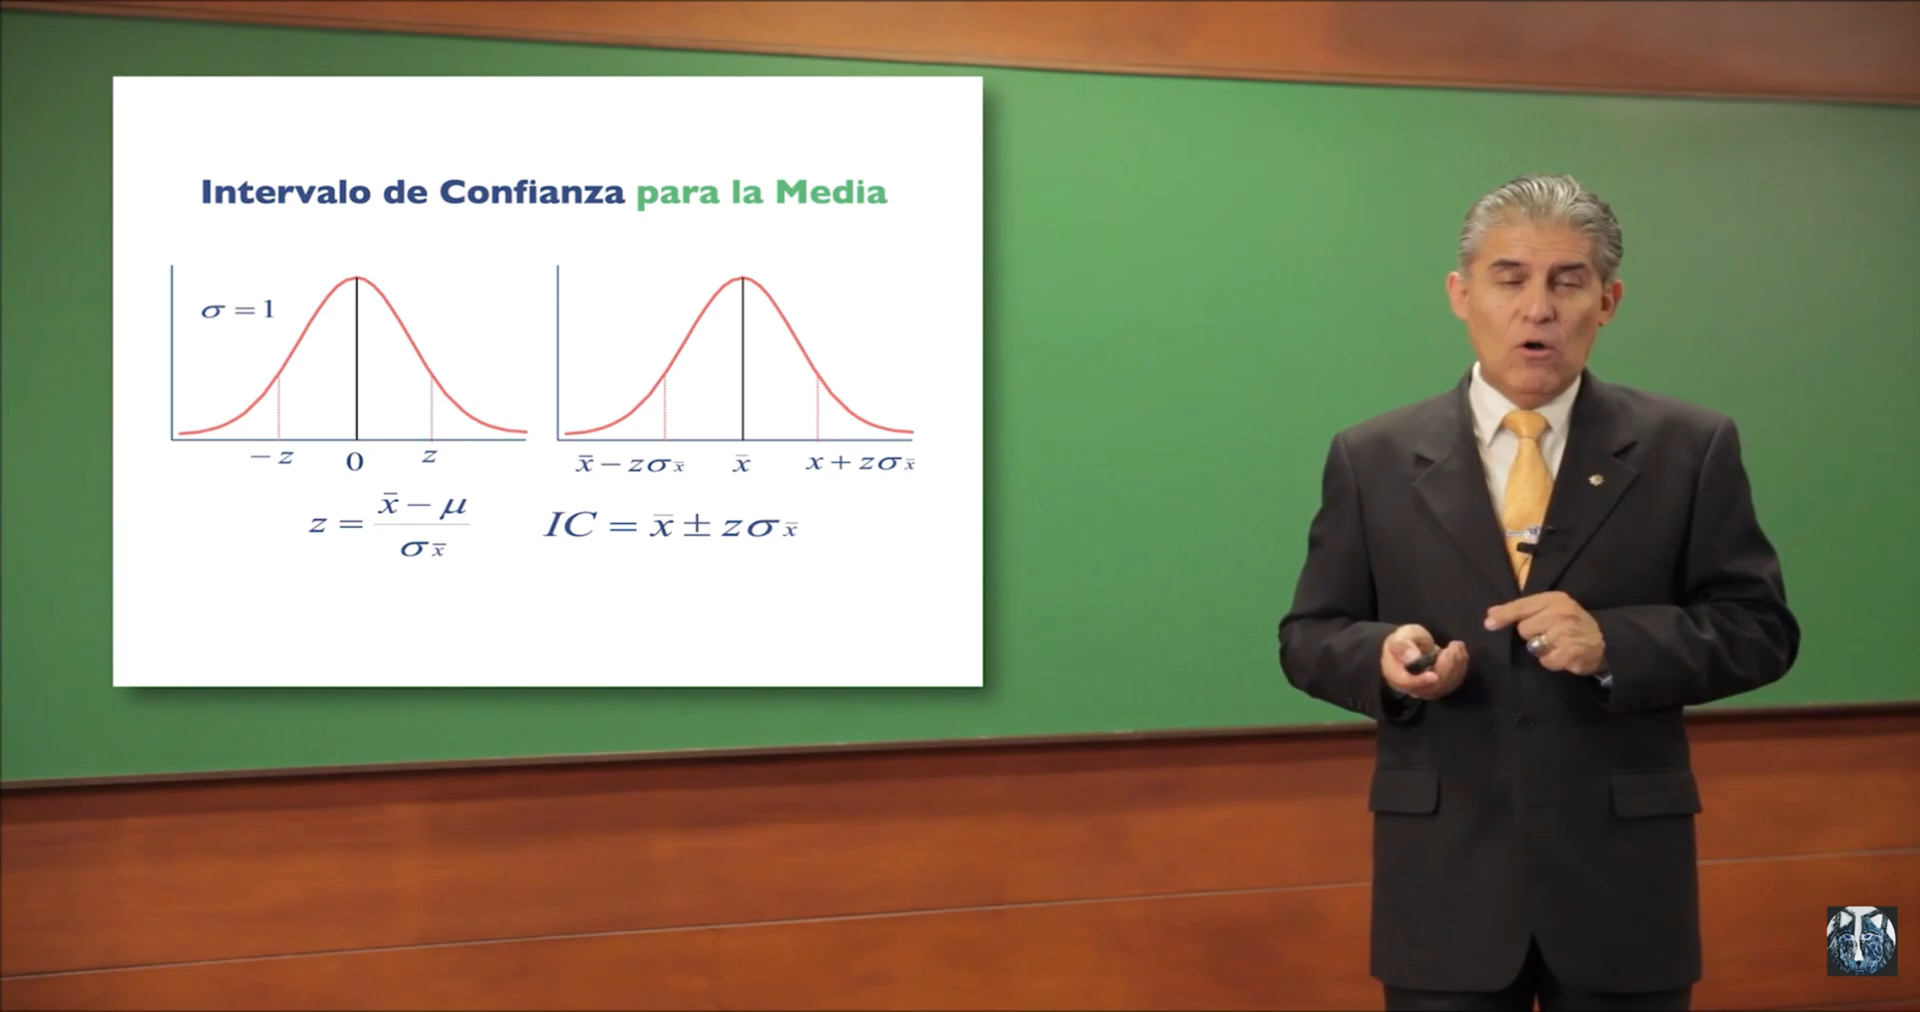 Intervalo de Confianza para la Media
σ = 1
−z 0 z
x̄ − zσx̄ x̄ x + zσx̄
z = (x̄ − μ) / σx̄
IC = x̄ ± zσx̄